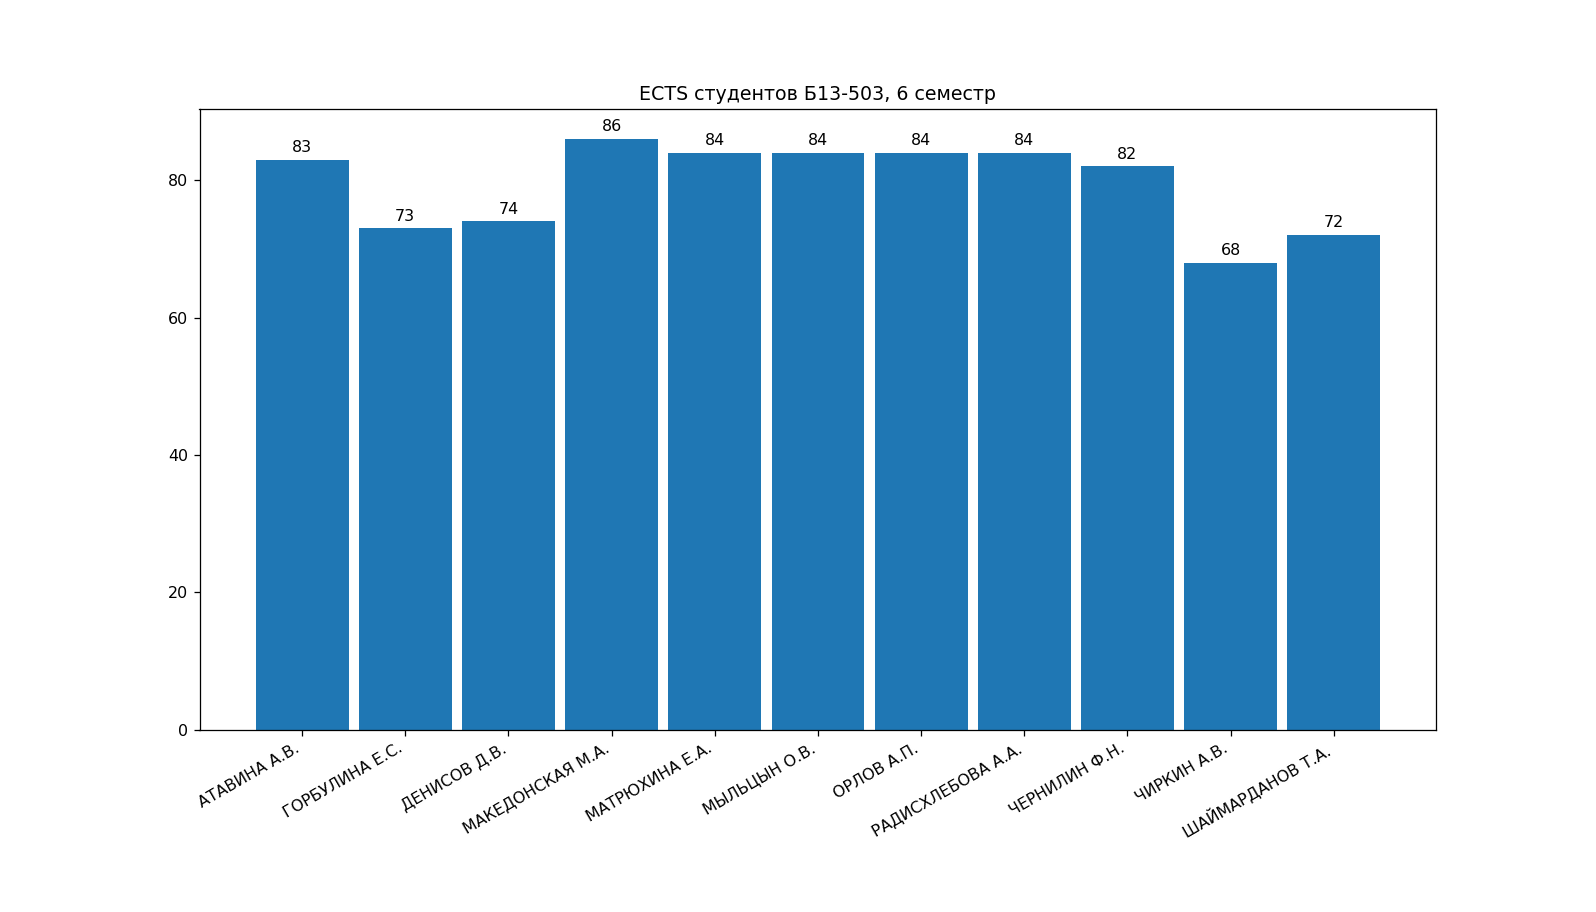 ECTS студентов Б13-503, 6 семестр
83
73
74
86
84
84
84
84
82
68
72
80
60
40
20
0
АТАВИНА А.В.
ГОРБУЛИНА Е.С.
ДЕНИСОВ Д.В.
МАКЕДОНСКАЯ М.А.
МАТРЮХИНА Е.А.
МЫЛЬЦЫН О.В.
ОРЛОВ А.П.
РАДИСХЛЕБОВА А.А.
ЧЕРНИЛИН Ф.Н.
ЧИРКИН А.В.
ШАЙМАРДАНОВ Т.А.